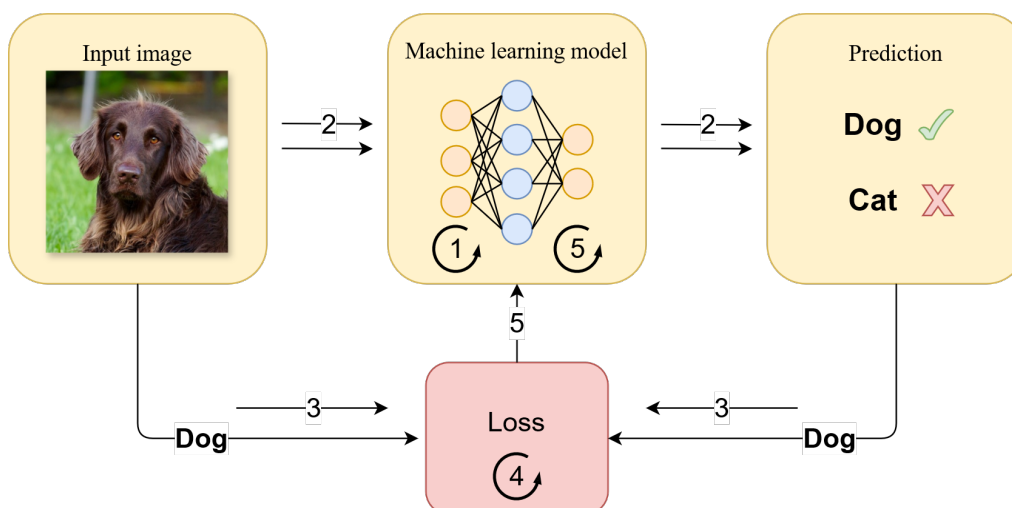 Input image
Machine learning model
Prediction
2
2
Dog
Cat
1
5
5
3
3
Dog
Dog
Loss
4